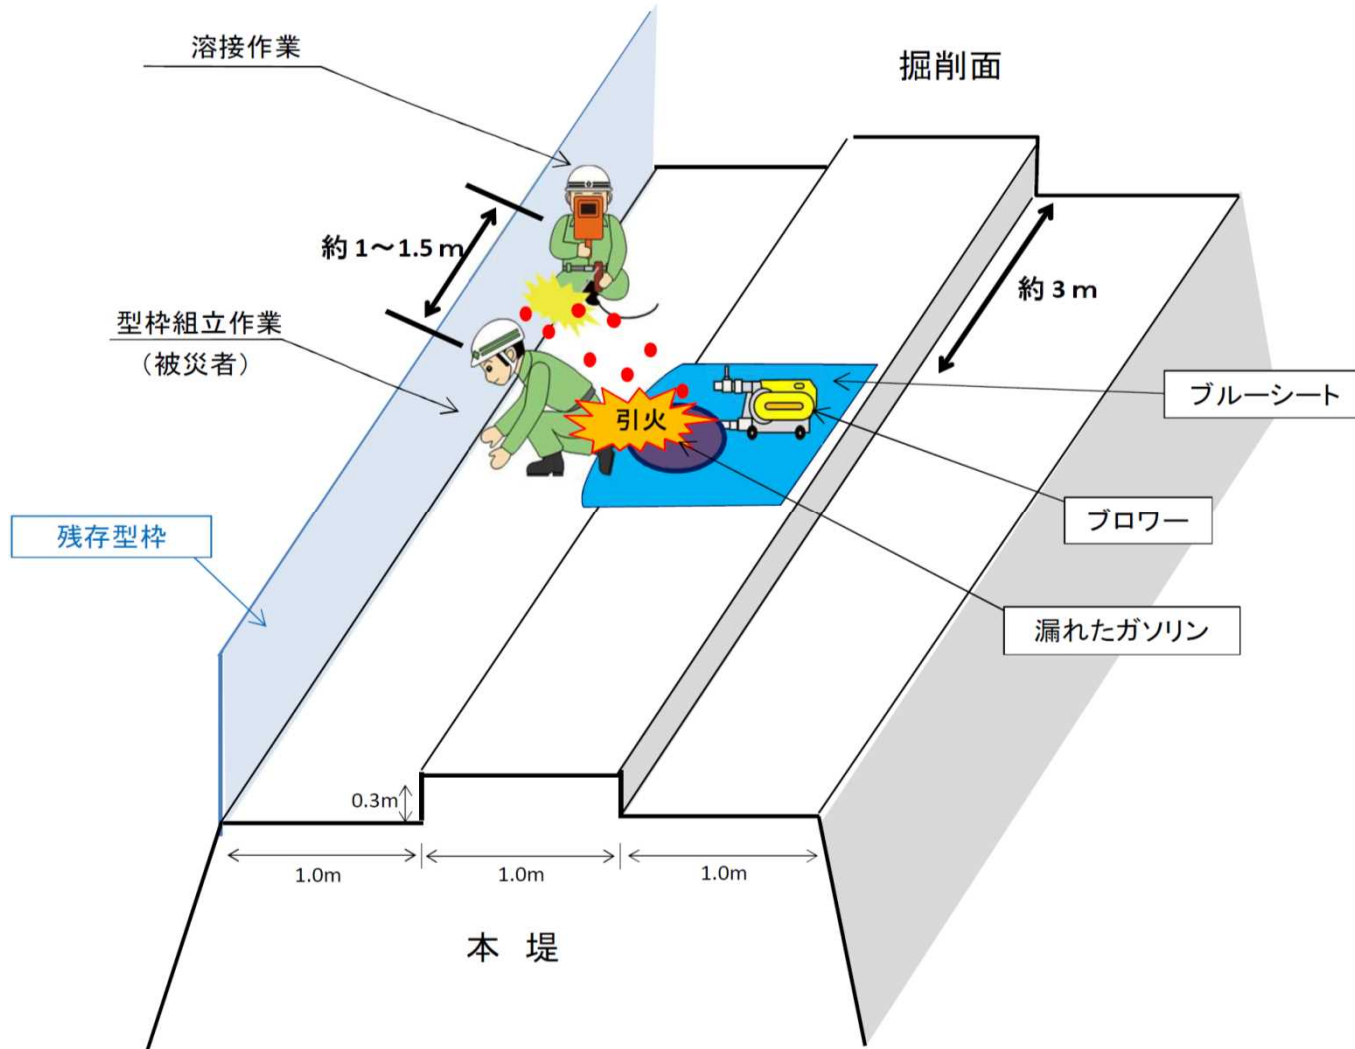 溶接作業
掘削面
約1～1.5ｍ
型枠組立作業
（被災者）
約3ｍ
ブルーシート
引火
ブロワー
残存型枠
漏れたガソリン
0.3m
1.0m
1.0m
1.0m
本 堤